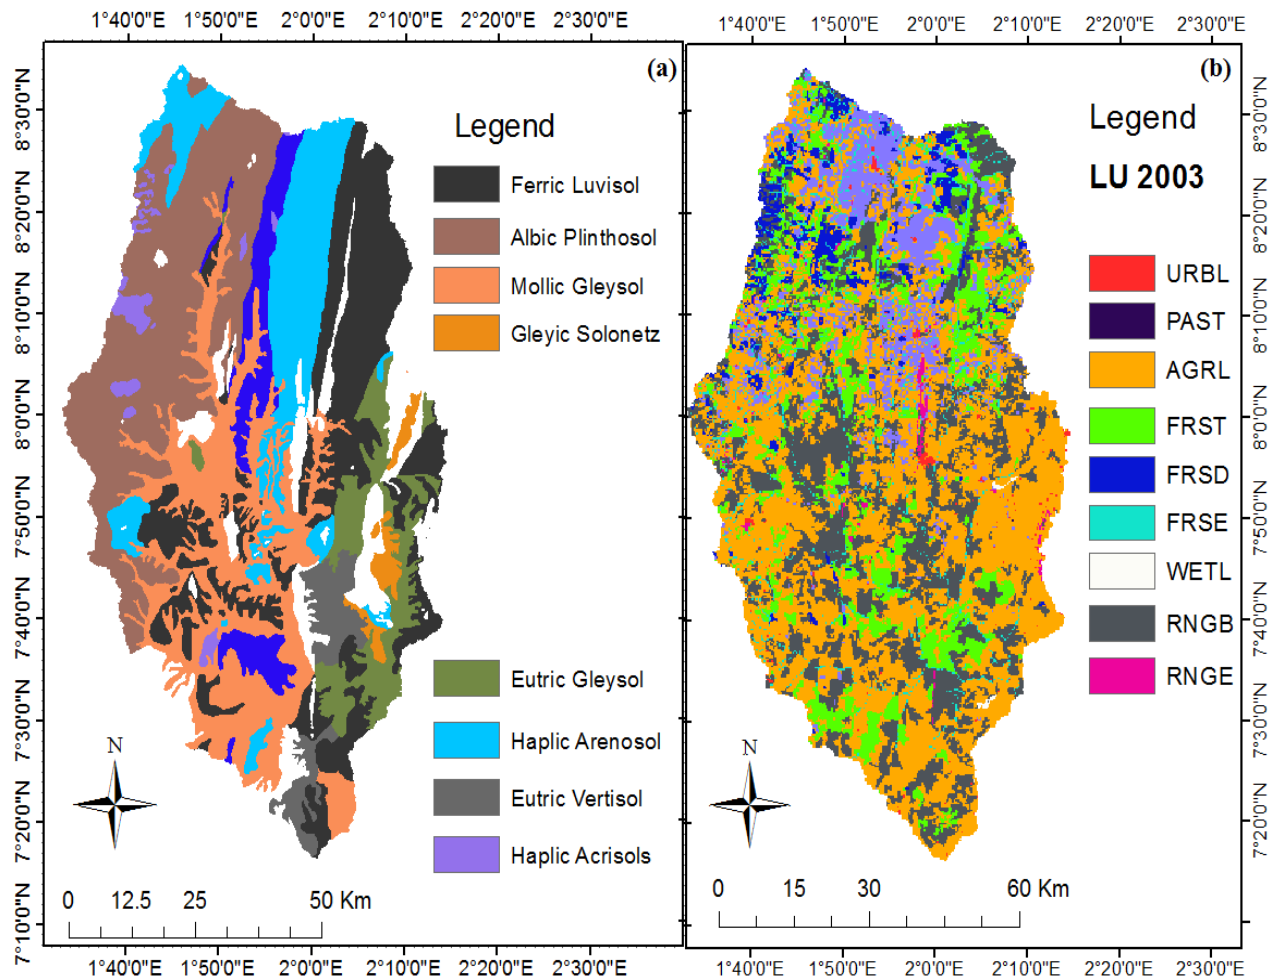 1°40'0"E 1°50'0"E 2°0'0"E 2°10'0"E 2°20'0"E 2°30'0"E
1°40'0"E 1°50'0"E 2°0'0"E 2°10'0"E 2°20'0"E 2°30'0"E
(a)
8°30'0"N
8°20'0"N
8°10'0"N
8°0'0"N
7°50'0"N
7°40'0"N
7°30'0"N
7°20'0"N
7°10'0"N
Legend
Ferric Luvisol
Albic Plinthosol
Mollic Gleysol
Gleyic Solonetz
Eutric Gleysol
Haplic Arenosol
Eutric Vertisol
Haplic Acrisols
N
0 12.5 25 50 Km
1°40'0"E 1°50'0"E 2°0'0"E 2°10'0"E 2°20'0"E 2°30'0"E
(b)
Legend
LU 2003
URBL
PAST
AGRL
FRST
FRSD
FRSE
WETL
RNGB
RNGE
N
0 15 30 60 Km
8°30'0"N
8°20'0"N
8°10'0"N
8°0'0"N
7°50'0"N
7°40'0"N
7°30'0"N
7°20'0"N
1°40'0"E 1°50'0"E 2°0'0"E 2°10'0"E 2°20'0"E 2°30'0"E